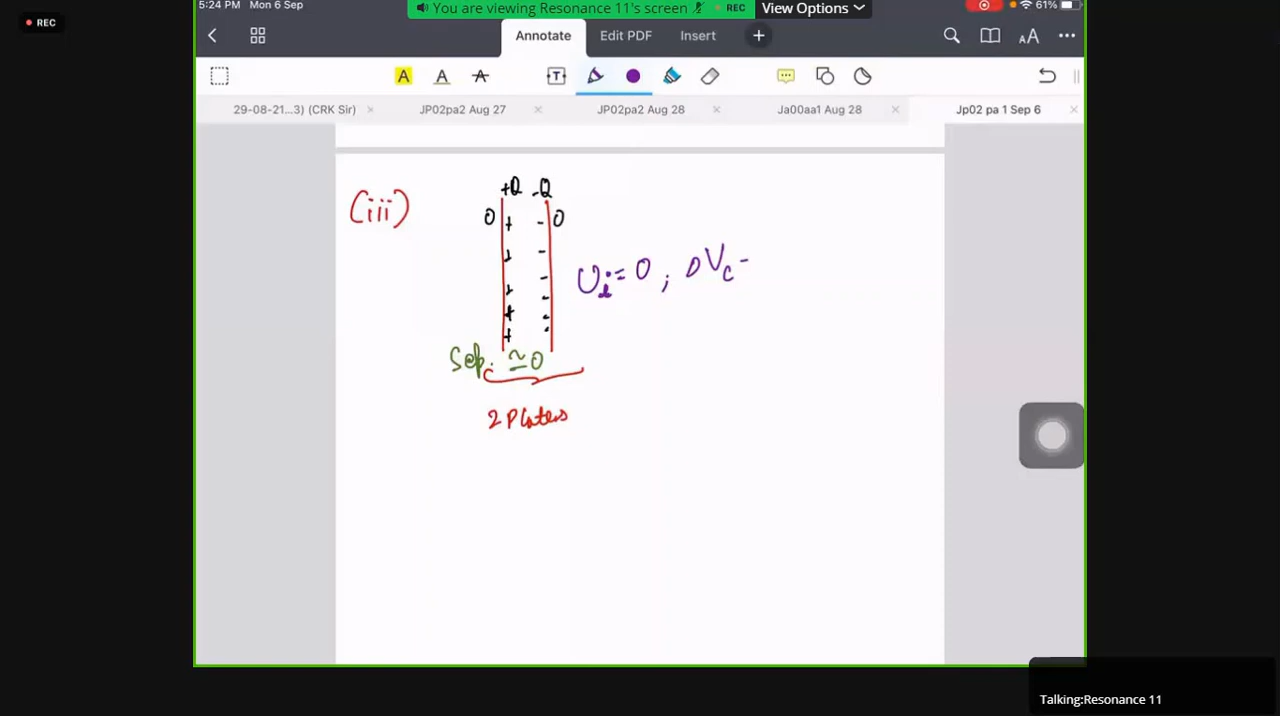 5:24 PM Mon 6 Sep
You are viewing Resonance 11's screen
REC
View Options
61%
REC
Annotate
Edit PDF
Insert
AA
A A A T
29-08-21...3) (CRK Sir) ×
JP02pa2 Aug 27 ×
JP02pa2 Aug 28 ×
Ja00aa1 Aug 28 ×
Jp02 pa 1 Sep 6 ×
(iii)
+Q -Q
0 + - 0
Ui = 0 , ΔVc -
Sep. ≃ 0
2 Plates
Talking:Resonance 11